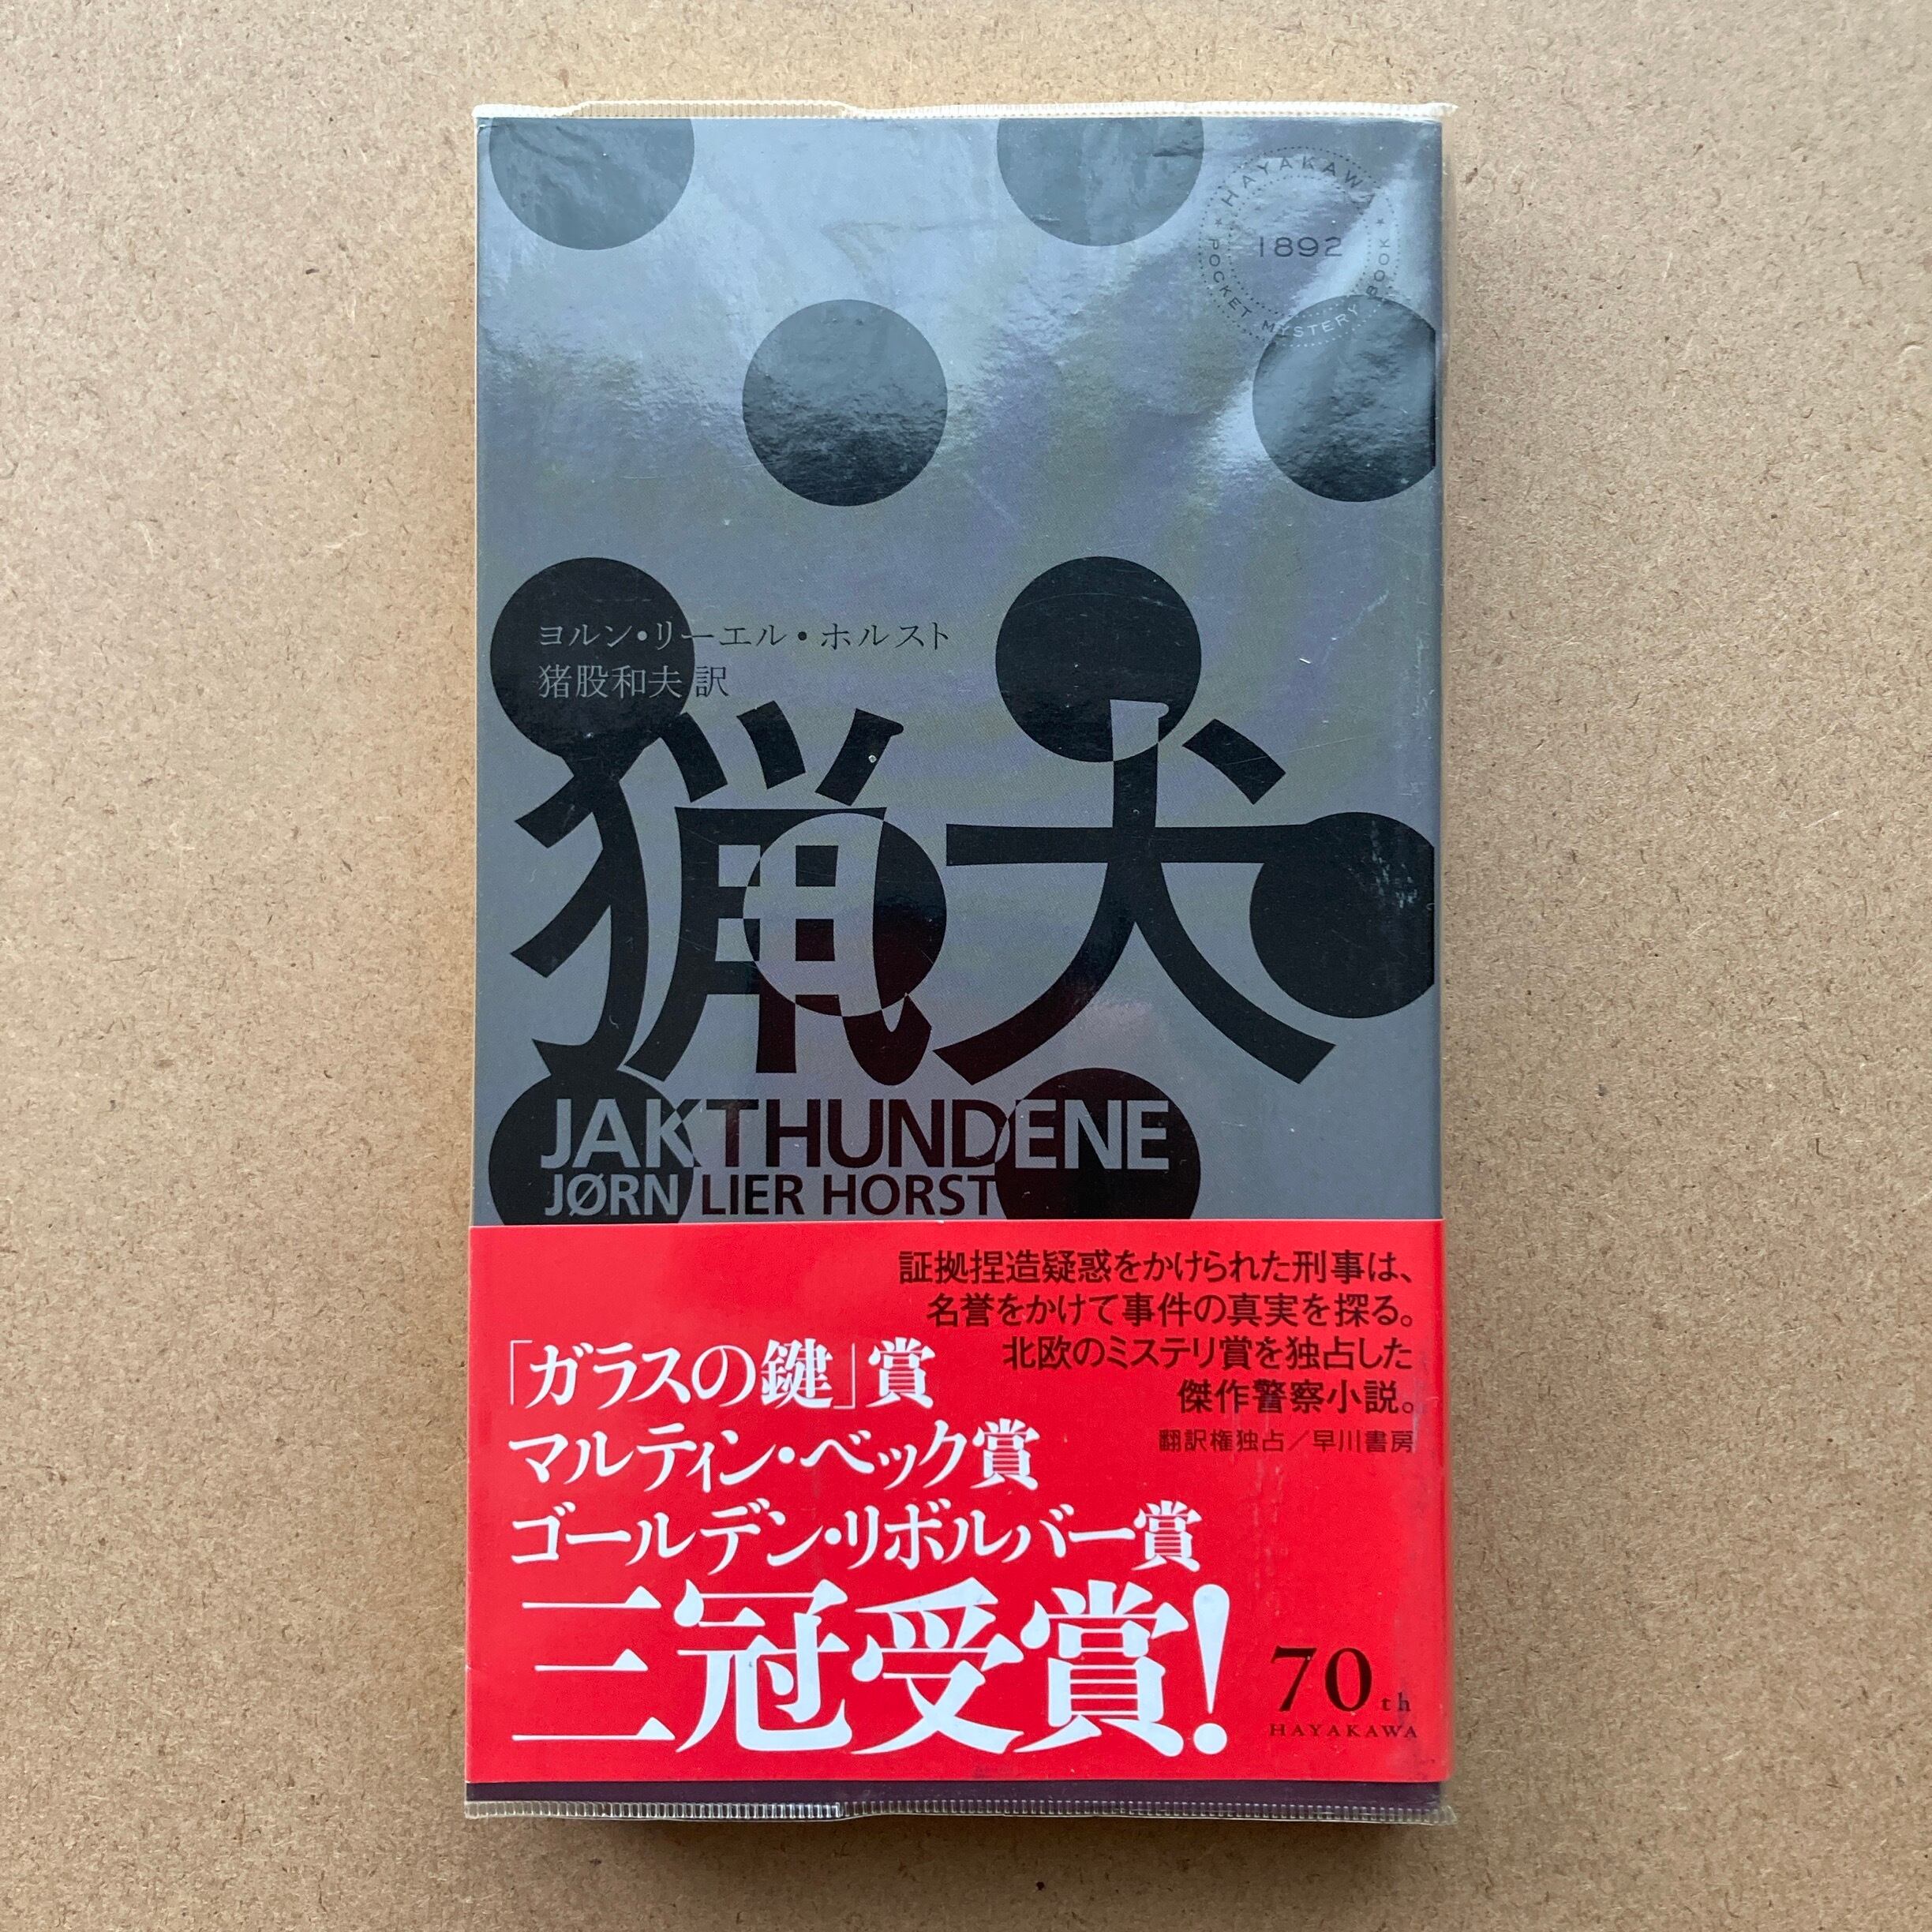 HAYAKAWA
1892
★ POCKET MYSTERY BOOK ★
ヨルン・リーエル・ホルスト
猪股和夫 訳
猟犬
JAKTHUNDENE
JØRN LIER HORST
証拠捏造疑惑をかけられた刑事は、
名誉をかけて事件の真実を探る。
北欧のミステリ賞を独占した
傑作警察小説。
翻訳権独占／早川書房
「ガラスの鍵」賞
マルティン・ベック賞
ゴールデン・リボルバー賞
三冠受賞!
70th
HAYAKAWA